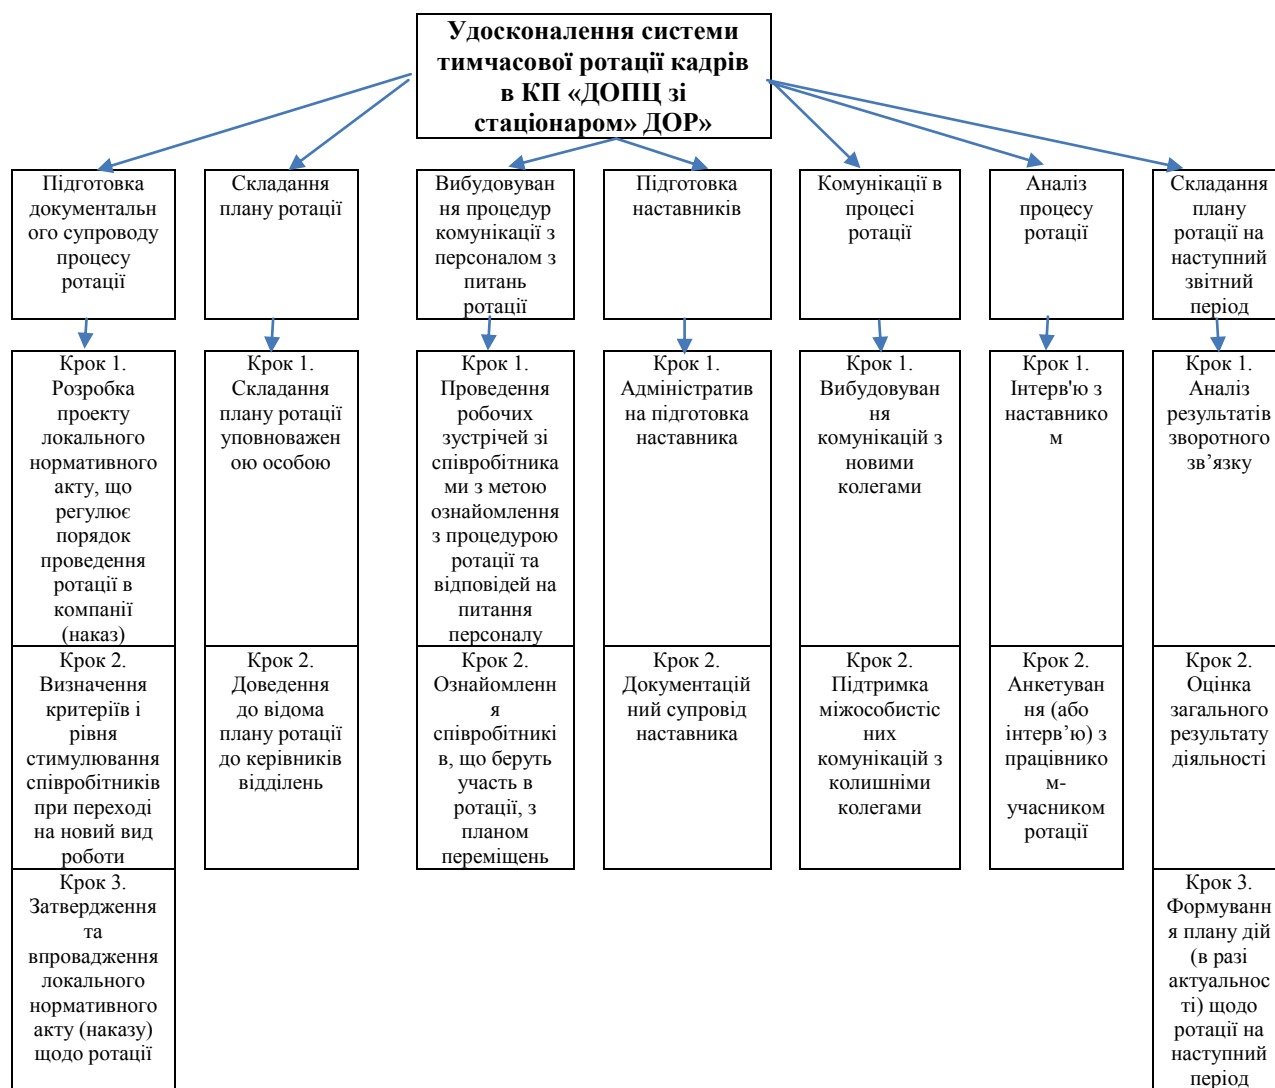 Удосконалення системи
тимчасової ротації кадрів
в КП «ДОПЦ зі
стаціонаром» ДОР»
Підготовка
документальн
ого супроводу
процесу
ротації
Складання
плану ротації
Вибудовуван
ня процедур
комунікації з
персоналом з
питань
ротації
Підготовка
наставників
Комунікації в
процесі
ротації
Аналіз
процесу
ротації
Складання
плану
ротації на
наступний
звітний
період
Крок 1.
Розробка
проекту
локального
нормативного
акту, що
регулює
порядок
проведення
ротації в
компанії
(наказ)
Крок 1.
Складання
плану ротації
уповноважен
ою особою
Крок 1.
Проведення
робочих
зустрічей зі
співробітника
ми з метою
ознайомлення
з процедурою
ротації та
відповідей на
питання
персоналу
Крок 1.
Адміністратив
на підготовка
наставника
Крок 1.
Вибудовуван
ня
комунікацій з
новими
колегами
Крок 1.
Інтерв'ю з
наставнико
м
Крок 1.
Аналіз
результатів
зворотного
зв’язку
Крок 2.
Визначення
критеріїв і
рівня
стимулювання
співробітників
при переході
на новий вид
роботи
Крок 2.
Доведення
до відома
плану ротації
до керівників
відділень
Крок 2.
Ознайомленн
я
співробітникі
в, що беруть
участь в
ротації, з
планом
переміщень
Крок 2.
Документацій
ний супровід
наставника
Крок 2.
Підтримка
міжособистіс
них
комунікацій з
колишніми
колегами
Крок 2.
Анкетуван
ня (або
інтерв’ю) з
працівнико
м-
учасником
ротації
Крок 2.
Оцінка
загального
результату
діяльності
Крок 3.
Затвердження
та
впровадження
локального
нормативного
акту (наказу)
щодо ротації
Крок 3.
Формуванн
я плану дій
(в разі
актуальнос
ті) щодо
ротації на
наступний
період